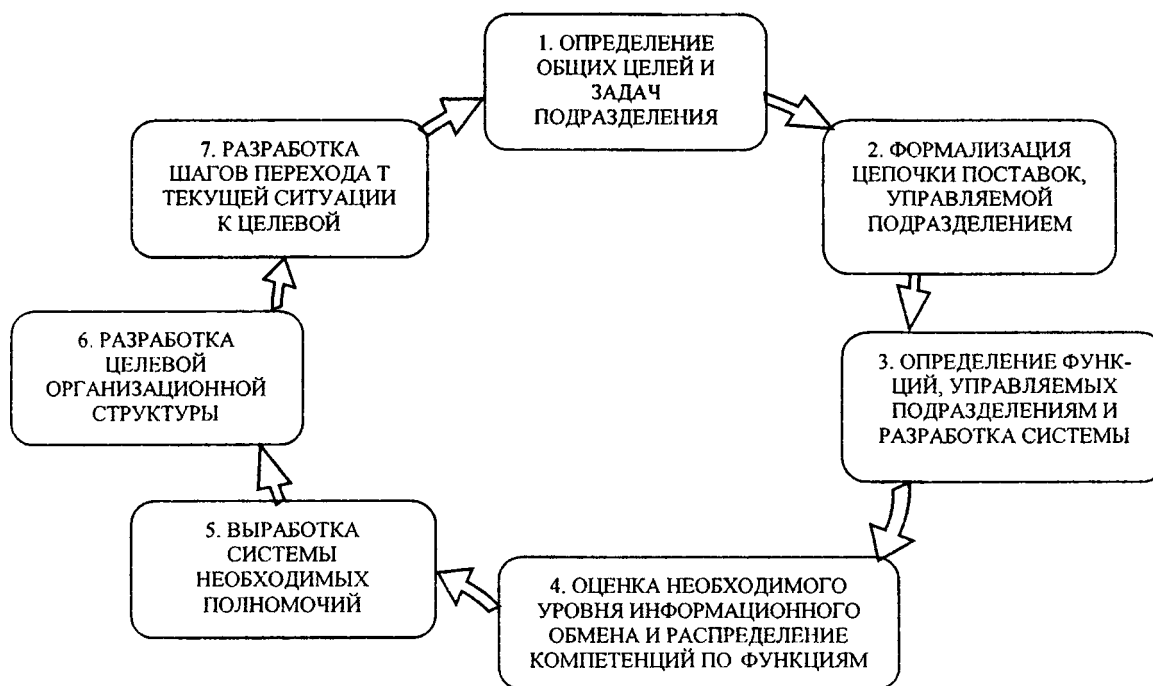 1. ОПРЕДЕЛЕНИЕ
ОБЩИХ ЦЕЛЕЙ И
ЗАДАЧ
ПОДРАЗДЕЛЕНИЯ
2. ФОРМАЛИЗАЦИЯ
ЦЕПОЧКИ ПОСТАВОК,
УПРАВЛЯЕМОЙ
ПОДРАЗДЕЛЕНИЕМ
3. ОПРЕДЕЛЕНИЕ ФУНК-
ЦИЙ, УПРАВЛЯЕМЫХ
ПОДРАЗДЕЛЕНИЯМ И
РАЗРАБОТКА СИСТЕМЫ
4. ОЦЕНКА НЕОБХОДИМОГО
УРОВНЯ ИНФОРМАЦИОННОГО
ОБМЕНА И РАСПРЕДЕЛЕНИЕ
КОМПЕТЕНЦИЙ ПО ФУНКЦИЯМ
5. ВЫРАБОТКА
СИСТЕМЫ
НЕОБХОДИМЫХ
ПОЛНОМОЧИЙ
6. РАЗРАБОТКА
ЦЕЛЕВОЙ
ОРГАНИЗАЦИОННОЙ
СТРУКТУРЫ
7. РАЗРАБОТКА
ШАГОВ ПЕРЕХОДА Т
ТЕКУЩЕЙ СИТУАЦИИ
К ЦЕЛЕВОЙ